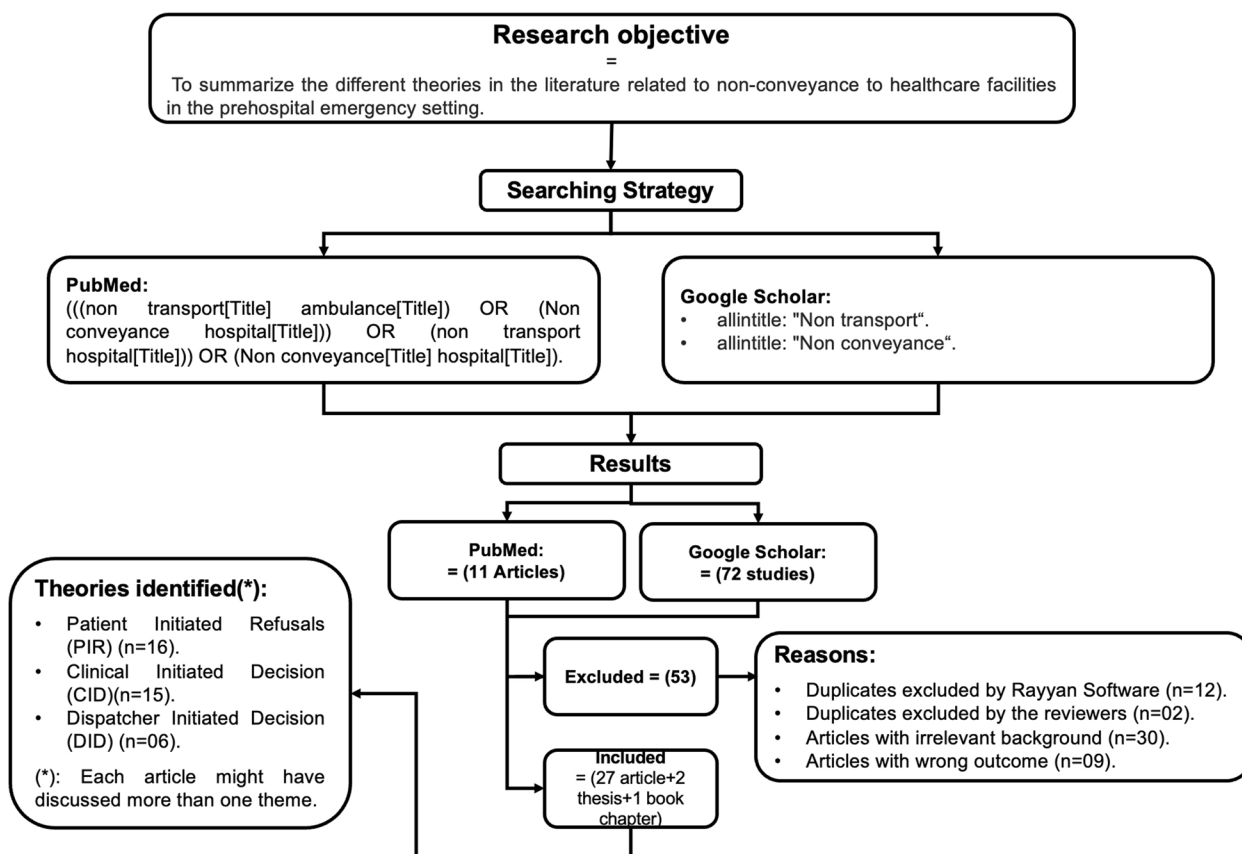 Research objective
=
To summarize the different theories in the literature related to non-conveyance to healthcare facilities
in the prehospital emergency setting.
Searching Strategy
PubMed:
(((non transport[Title] ambulance[Title]) OR (Non
conveyance hospital[Title])) OR (non transport
hospital[Title])) OR (Non conveyance[Title] hospital[Title]).
Google Scholar:
• allintitle: "Non transport“.
• allintitle: "Non conveyance“.
Results
PubMed:
= (11 Articles)
Google Scholar:
= (72 studies)
Excluded = (53)
Reasons:
• Duplicates excluded by Rayyan Software (n=12).
• Duplicates excluded by the reviewers (n=02).
• Articles with irrelevant background (n=30).
• Articles with wrong outcome (n=09).
Included
= (27 article+2
thesis+1 book
chapter)
Theories identified(*):
• Patient Initiated Refusals
(PIR) (n=16).
• Clinical Initiated Decision
(CID)(n=15).
• Dispatcher Initiated Decision
(DID) (n=06).
(*): Each article might have
discussed more than one theme.